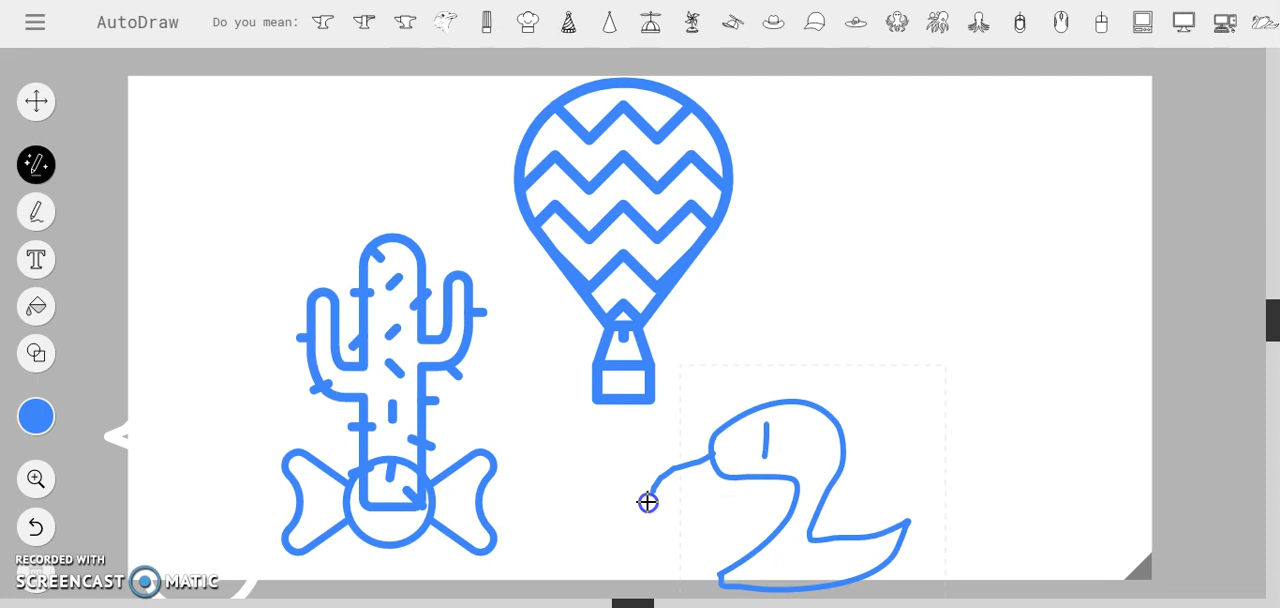 AutoDraw
Do you mean:
T
RECORDED WITH
SCREENCAST MATIC